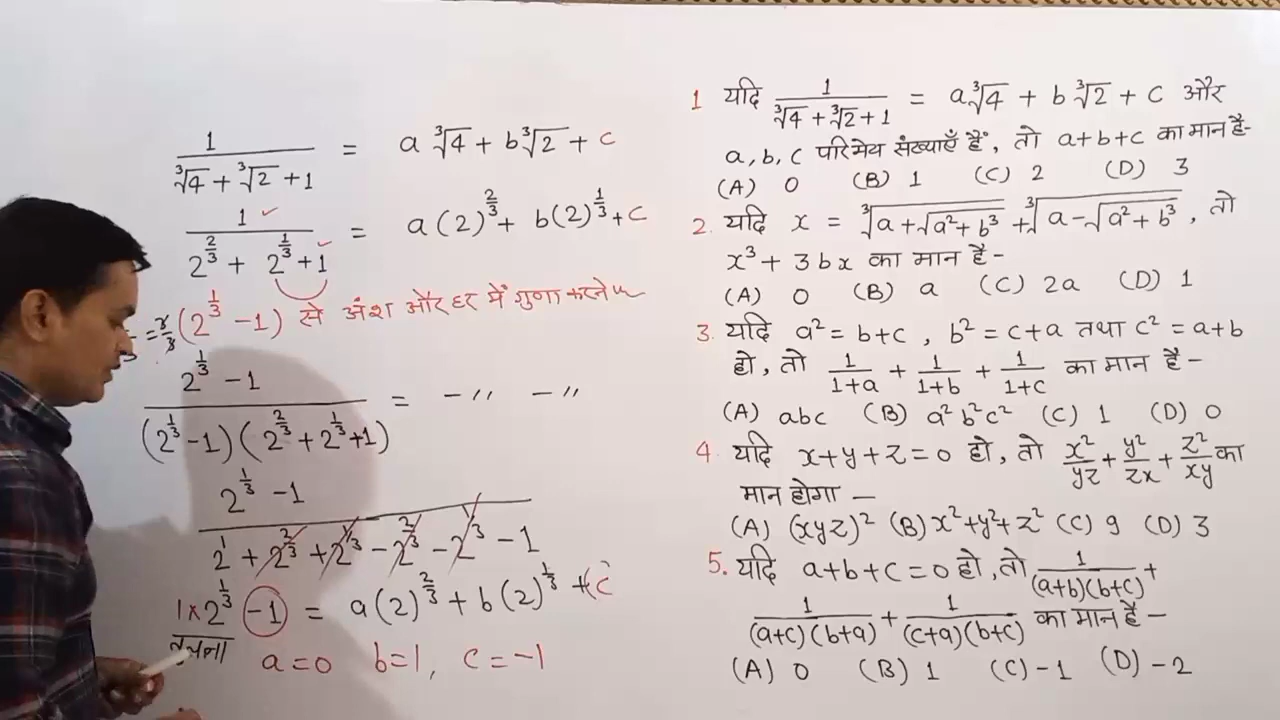 1/(∛4 + ∛2 + 1) = a ∛4 + b ∛2 + c
1/(2^(2/3) + 2^(1/3) + 1) = a(2)^(2/3) + b(2)^(1/3) + c
(2^(1/3) - 1) से अंश और हर में गुणा करने
(2^(1/3) - 1)/((2^(1/3) - 1)(2^(2/3) + 2^(1/3) + 1)) = -〃 - 〃
(2^(1/3) - 1)/(2^1 + 2^(2/3) + 2^(1/3) - 2^(2/3) - 2^(1/3) - 1)
1 × 2^(1/3) - 1 = a(2)^(2/3) + b(2)^(1/3) + c
तुलना a = 0 b = 1, c = -1
1 यदि 1/(∛4 + ∛2 + 1) = a∛4 + b∛2 + c और
a, b, c परिमेय संख्याएँ हैं, तो a+b+c का मान है-
(A) 0 (B) 1 (C) 2 (D) 3
2. यदि x = ∛(a+√(a²+b³)) + ∛(a-√(a²+b³)), तो
x³ + 3bx का मान है-
(A) 0 (B) a (C) 2a (D) 1
3. यदि a² = b+c, b² = c+a तथा c² = a+b
हो, तो 1/(1+a) + 1/(1+b) + 1/(1+c) का मान है-
(A) abc (B) a²b²c² (C) 1 (D) 0
4. यदि x+y+z=0 हो, तो x²/yz + y²/zx + z²/xy का
मान होगा -
(A) (xyz)² (B) x²+y²+z² (C) 9 (D) 3
5. यदि a+b+c=0 हो, तो 1/((a+b)(b+c)) +
1/((a+c)(b+a)) + 1/((c+a)(b+c)) का मान है-
(A) 0 (B) 1 (C) -1 (D) -2